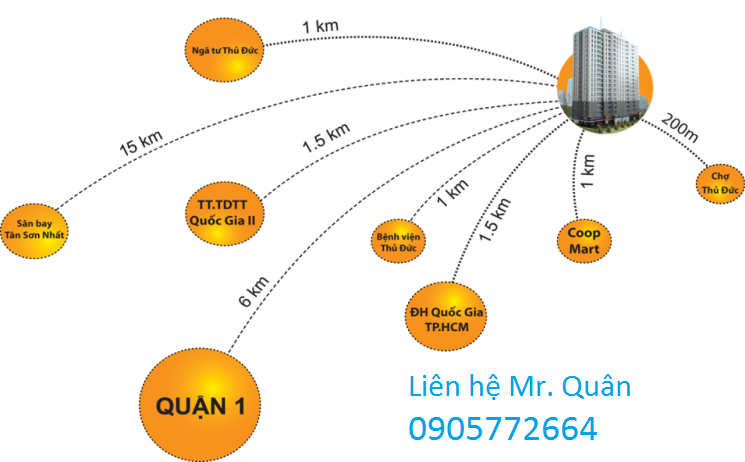 1 km
Ngã tư Thủ Đức
15 km
1.5 km
200m
TT.TDTT
Quốc Gia II
1 km
1 km
Chợ
Thủ Đức
Sân bay
Tân Sơn Nhất
1.5 km
Bệnh viện
Thủ Đức
Coop
Mart
6 km
ĐH Quốc Gia
TP.HCM
QUẬN 1
Liên hệ Mr. Quân
0905772664